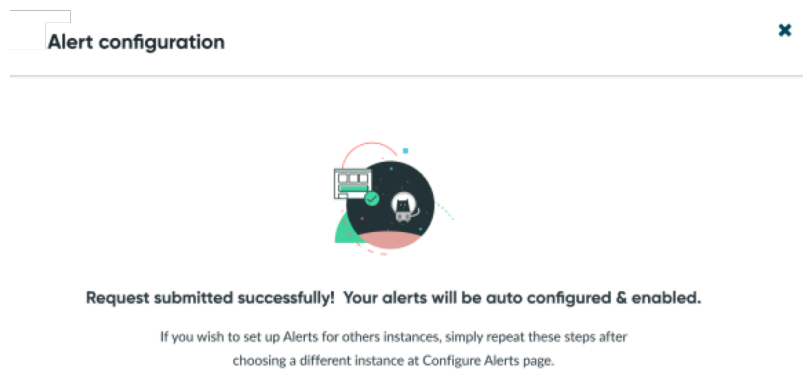 Alert configuration
Request submitted successfully! Your alerts will be auto configured & enabled.
If you wish to set up Alerts for others instances, simply repeat these steps after
choosing a different instance at Configure Alerts page.